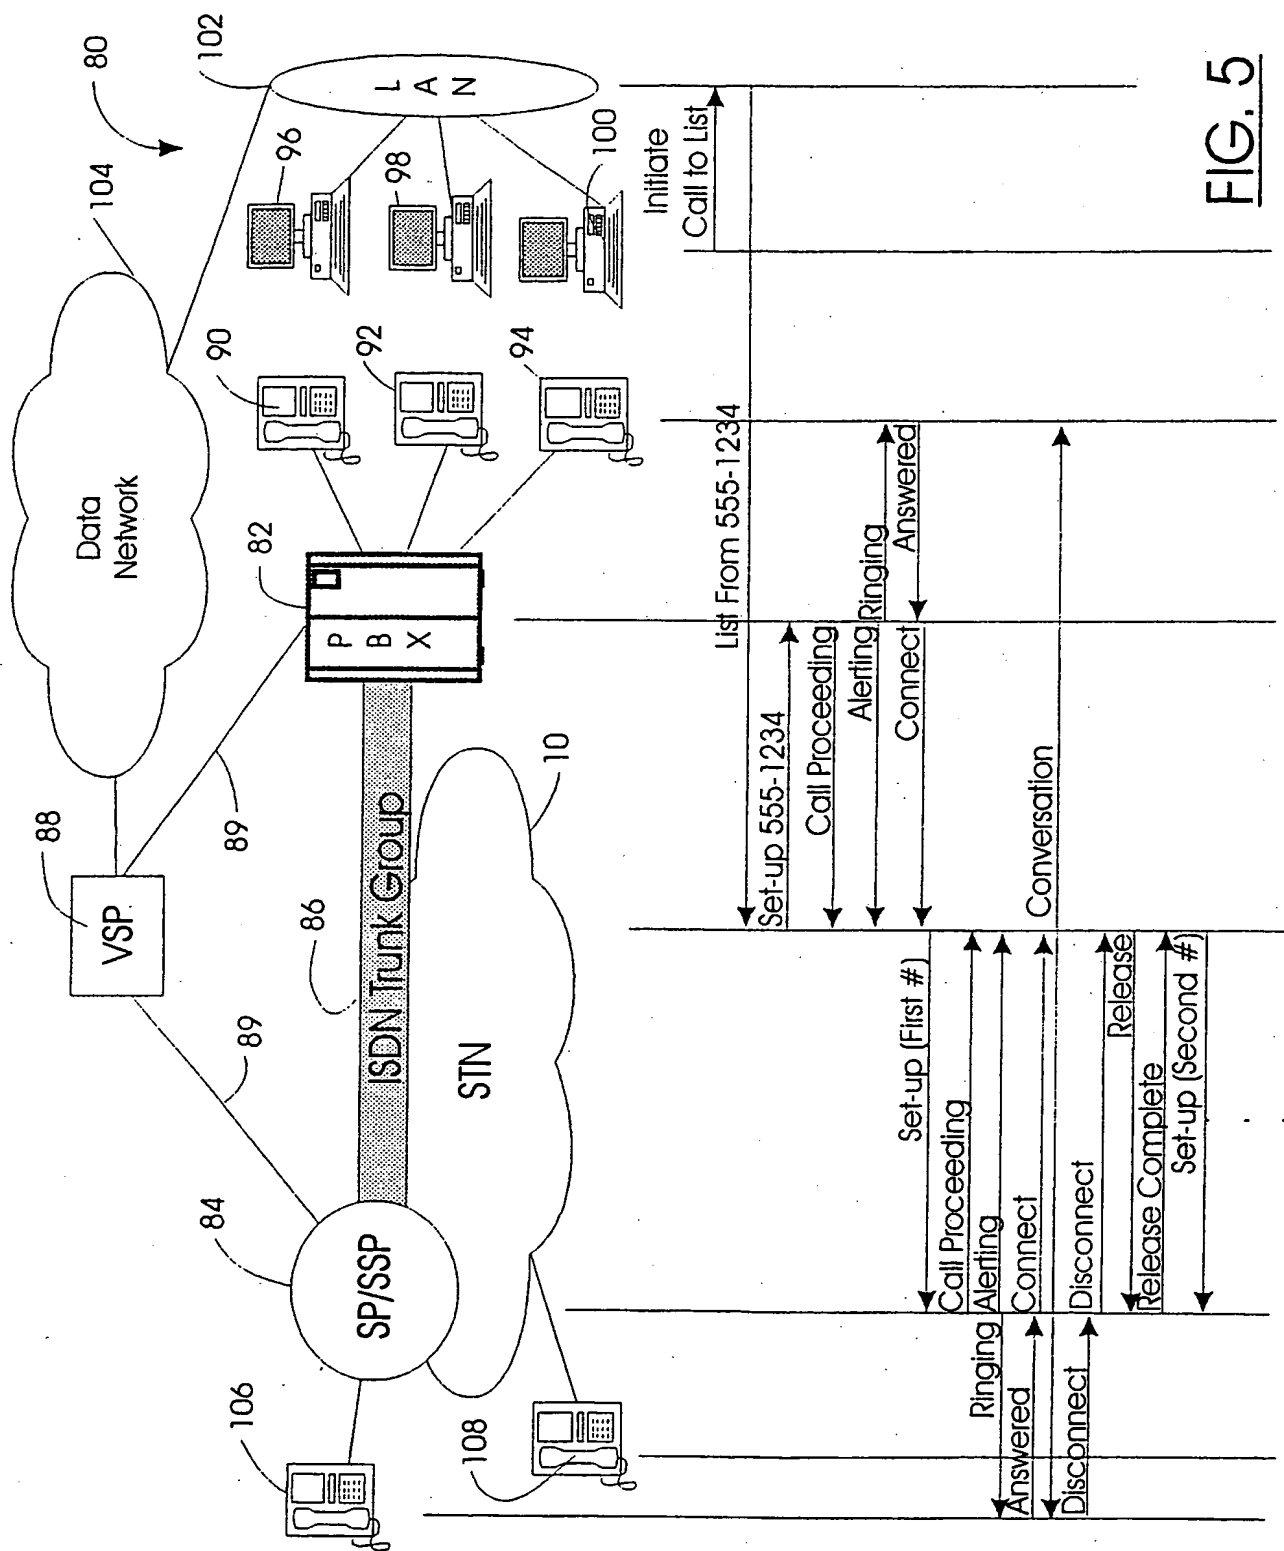 80
102
104
LAN
96
98
100
Data
Network
90
92
94
82
PBX
88
VSP
89
89
86
ISDN Trunk Group
10
STN
84
SP/SSP
106
108
Initiate
Call to List
List From 555-1234
Set-up 555-1234
Call Proceeding
Alerting
Ringing
Answered
Connect
Set-up (First #)
Call Proceeding
Alerting
Ringing
Answered
Connect
Conversation
Disconnect
Disconnect
Release
Release Complete
Set-up (Second #)
FIG. 5